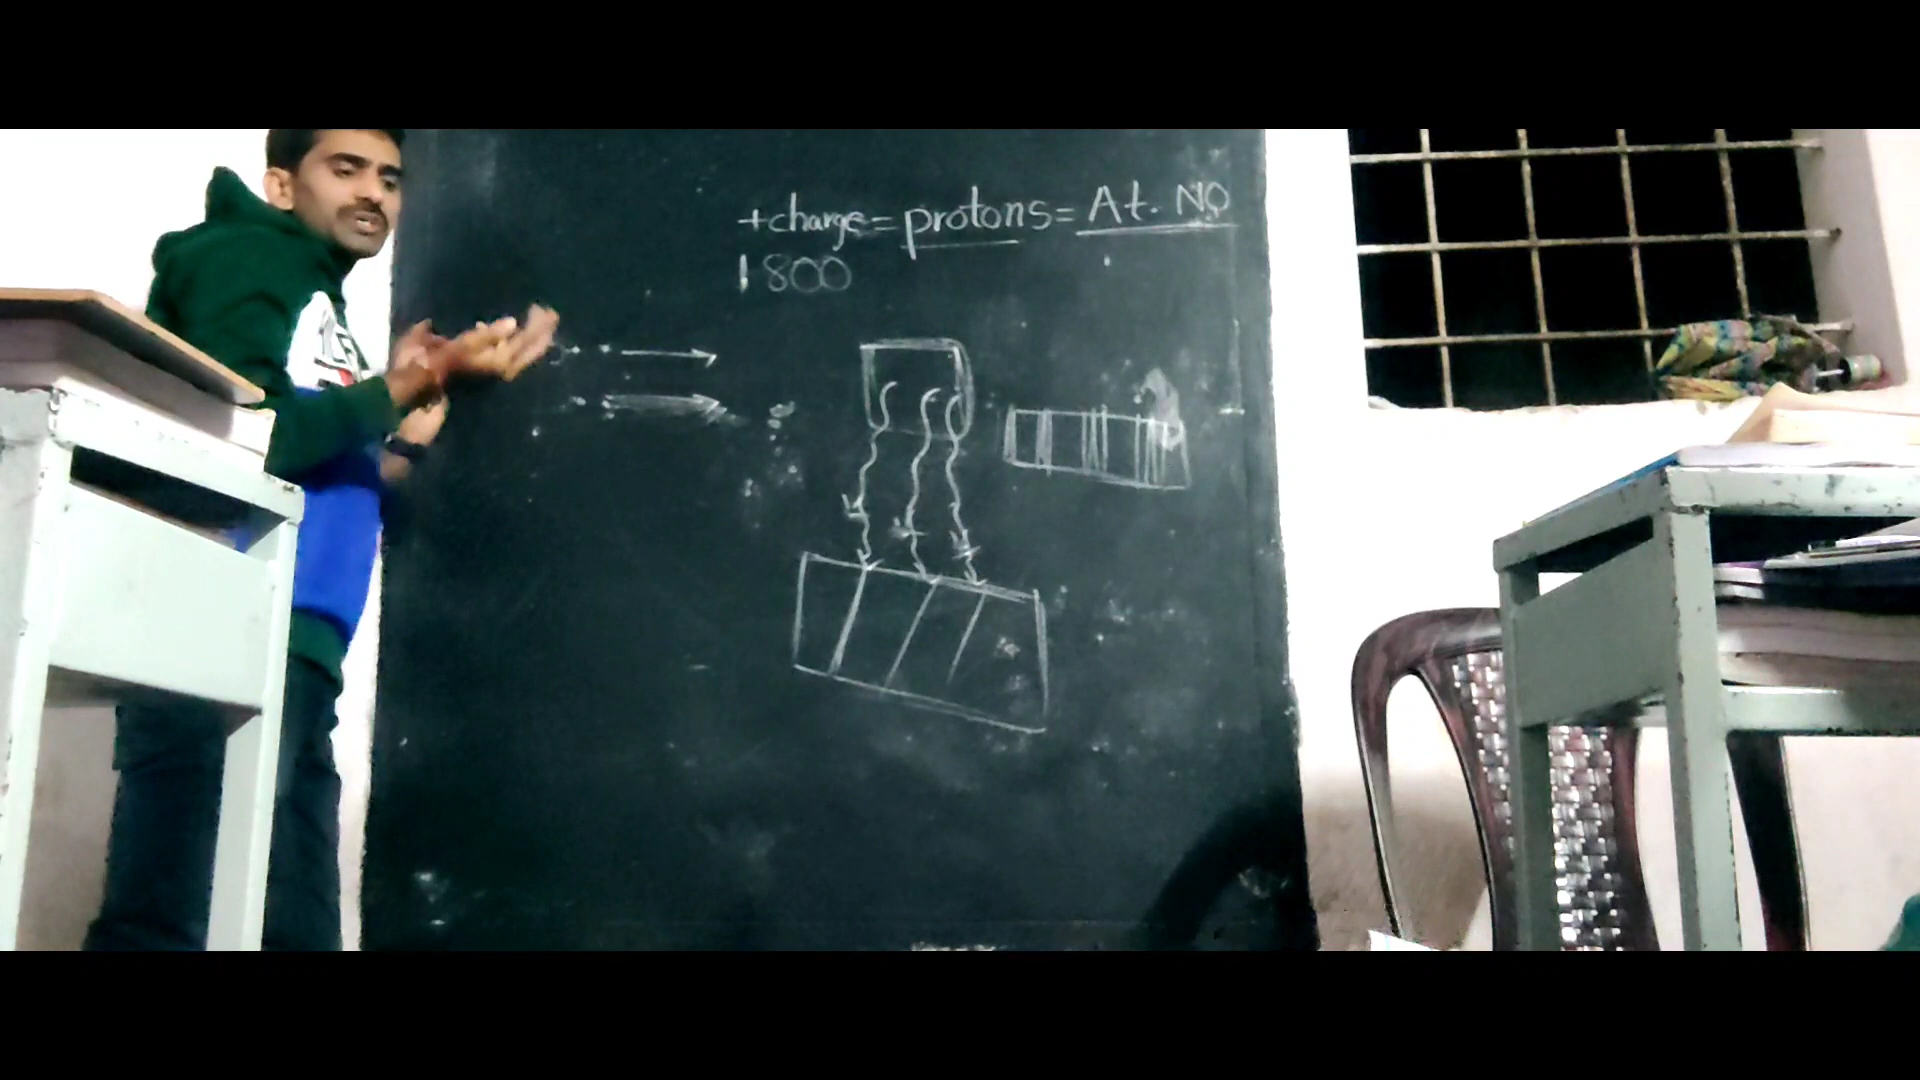 +charge = protons = At. NO
1800